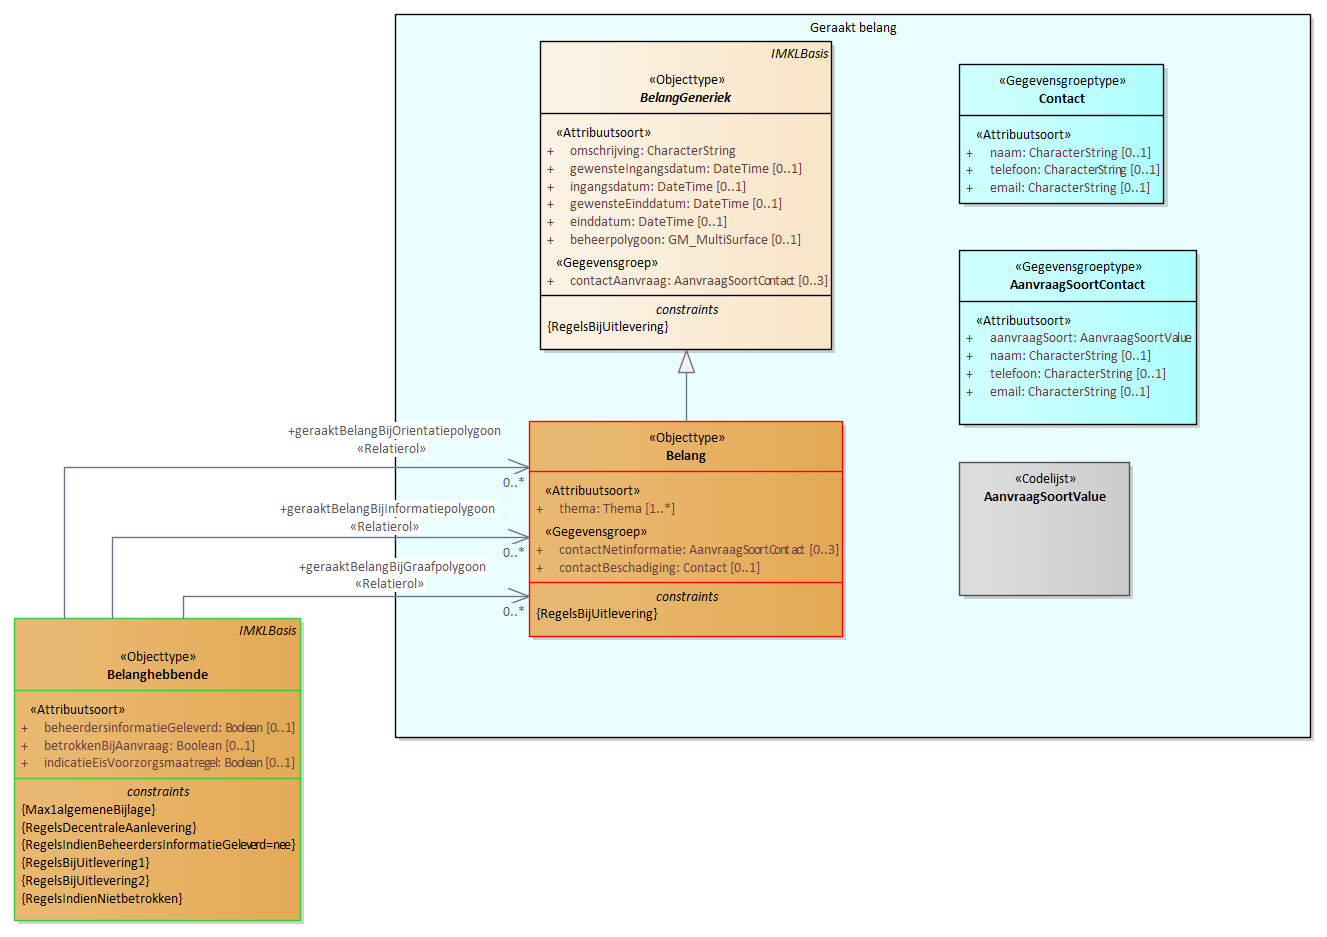 Geraakt belang
IMKLBasis
«Objecttype»
BelangGeneriek
«Attribuutsoort»
+ omschrijving: CharacterString
+ gewensteIngangsdatum: DateTime [0..1]
+ ingangsdatum: DateTime [0..1]
+ gewensteEinddatum: DateTime [0..1]
+ einddatum: DateTime [0..1]
+ beheerpolygoon: GM_MultiSurface [0..1]
«Gegevensgroep»
+ contactAanvraag: AanvraagSoortContact [0..3]
constraints
{RegelsBijUitlevering}
«Gegevensgroeptype»
Contact
«Attribuutsoort»
+ naam: CharacterString [0..1]
+ telefoon: CharacterString [0..1]
+ email: CharacterString [0..1]
«Gegevensgroeptype»
AanvraagSoortContact
«Attribuutsoort»
+ aanvraagSoort: AanvraagSoortValue
+ naam: CharacterString [0..1]
+ telefoon: CharacterString [0..1]
+ email: CharacterString [0..1]
«Codelijst»
AanvraagSoortValue
+geraaktBelangBijOrientatiepolygoon
«Relatierol»
0..*
+geraaktBelangBijInformatiepolygoon
«Relatierol»
0..*
+geraaktBelangBijGraafpolygoon
«Relatierol»
0..*
«Objecttype»
Belang
«Attribuutsoort»
+ thema: Thema [1..*]
«Gegevensgroep»
+ contactNetinformatie: AanvraagSoortContact [0..3]
+ contactBeschadiging: Contact [0..1]
constraints
{RegelsBijUitlevering}
IMKLBasis
«Objecttype»
Belanghebbende
«Attribuutsoort»
+ beheerdersinformatieGeleverd: Boolean [0..1]
+ betrokkenBijAanvraag: Boolean [0..1]
+ indicatieEisVoorzorgsmaatregel: Boolean [0..1]
constraints
{Max1algemeneBijlage}
{RegelsDecentraleAanlevering}
{RegelsIndienBeheerdersInformatieGeleverd=nee}
{RegelsBijUitlevering1}
{RegelsBijUitlevering2}
{RegelsIndienNietbetrokken}